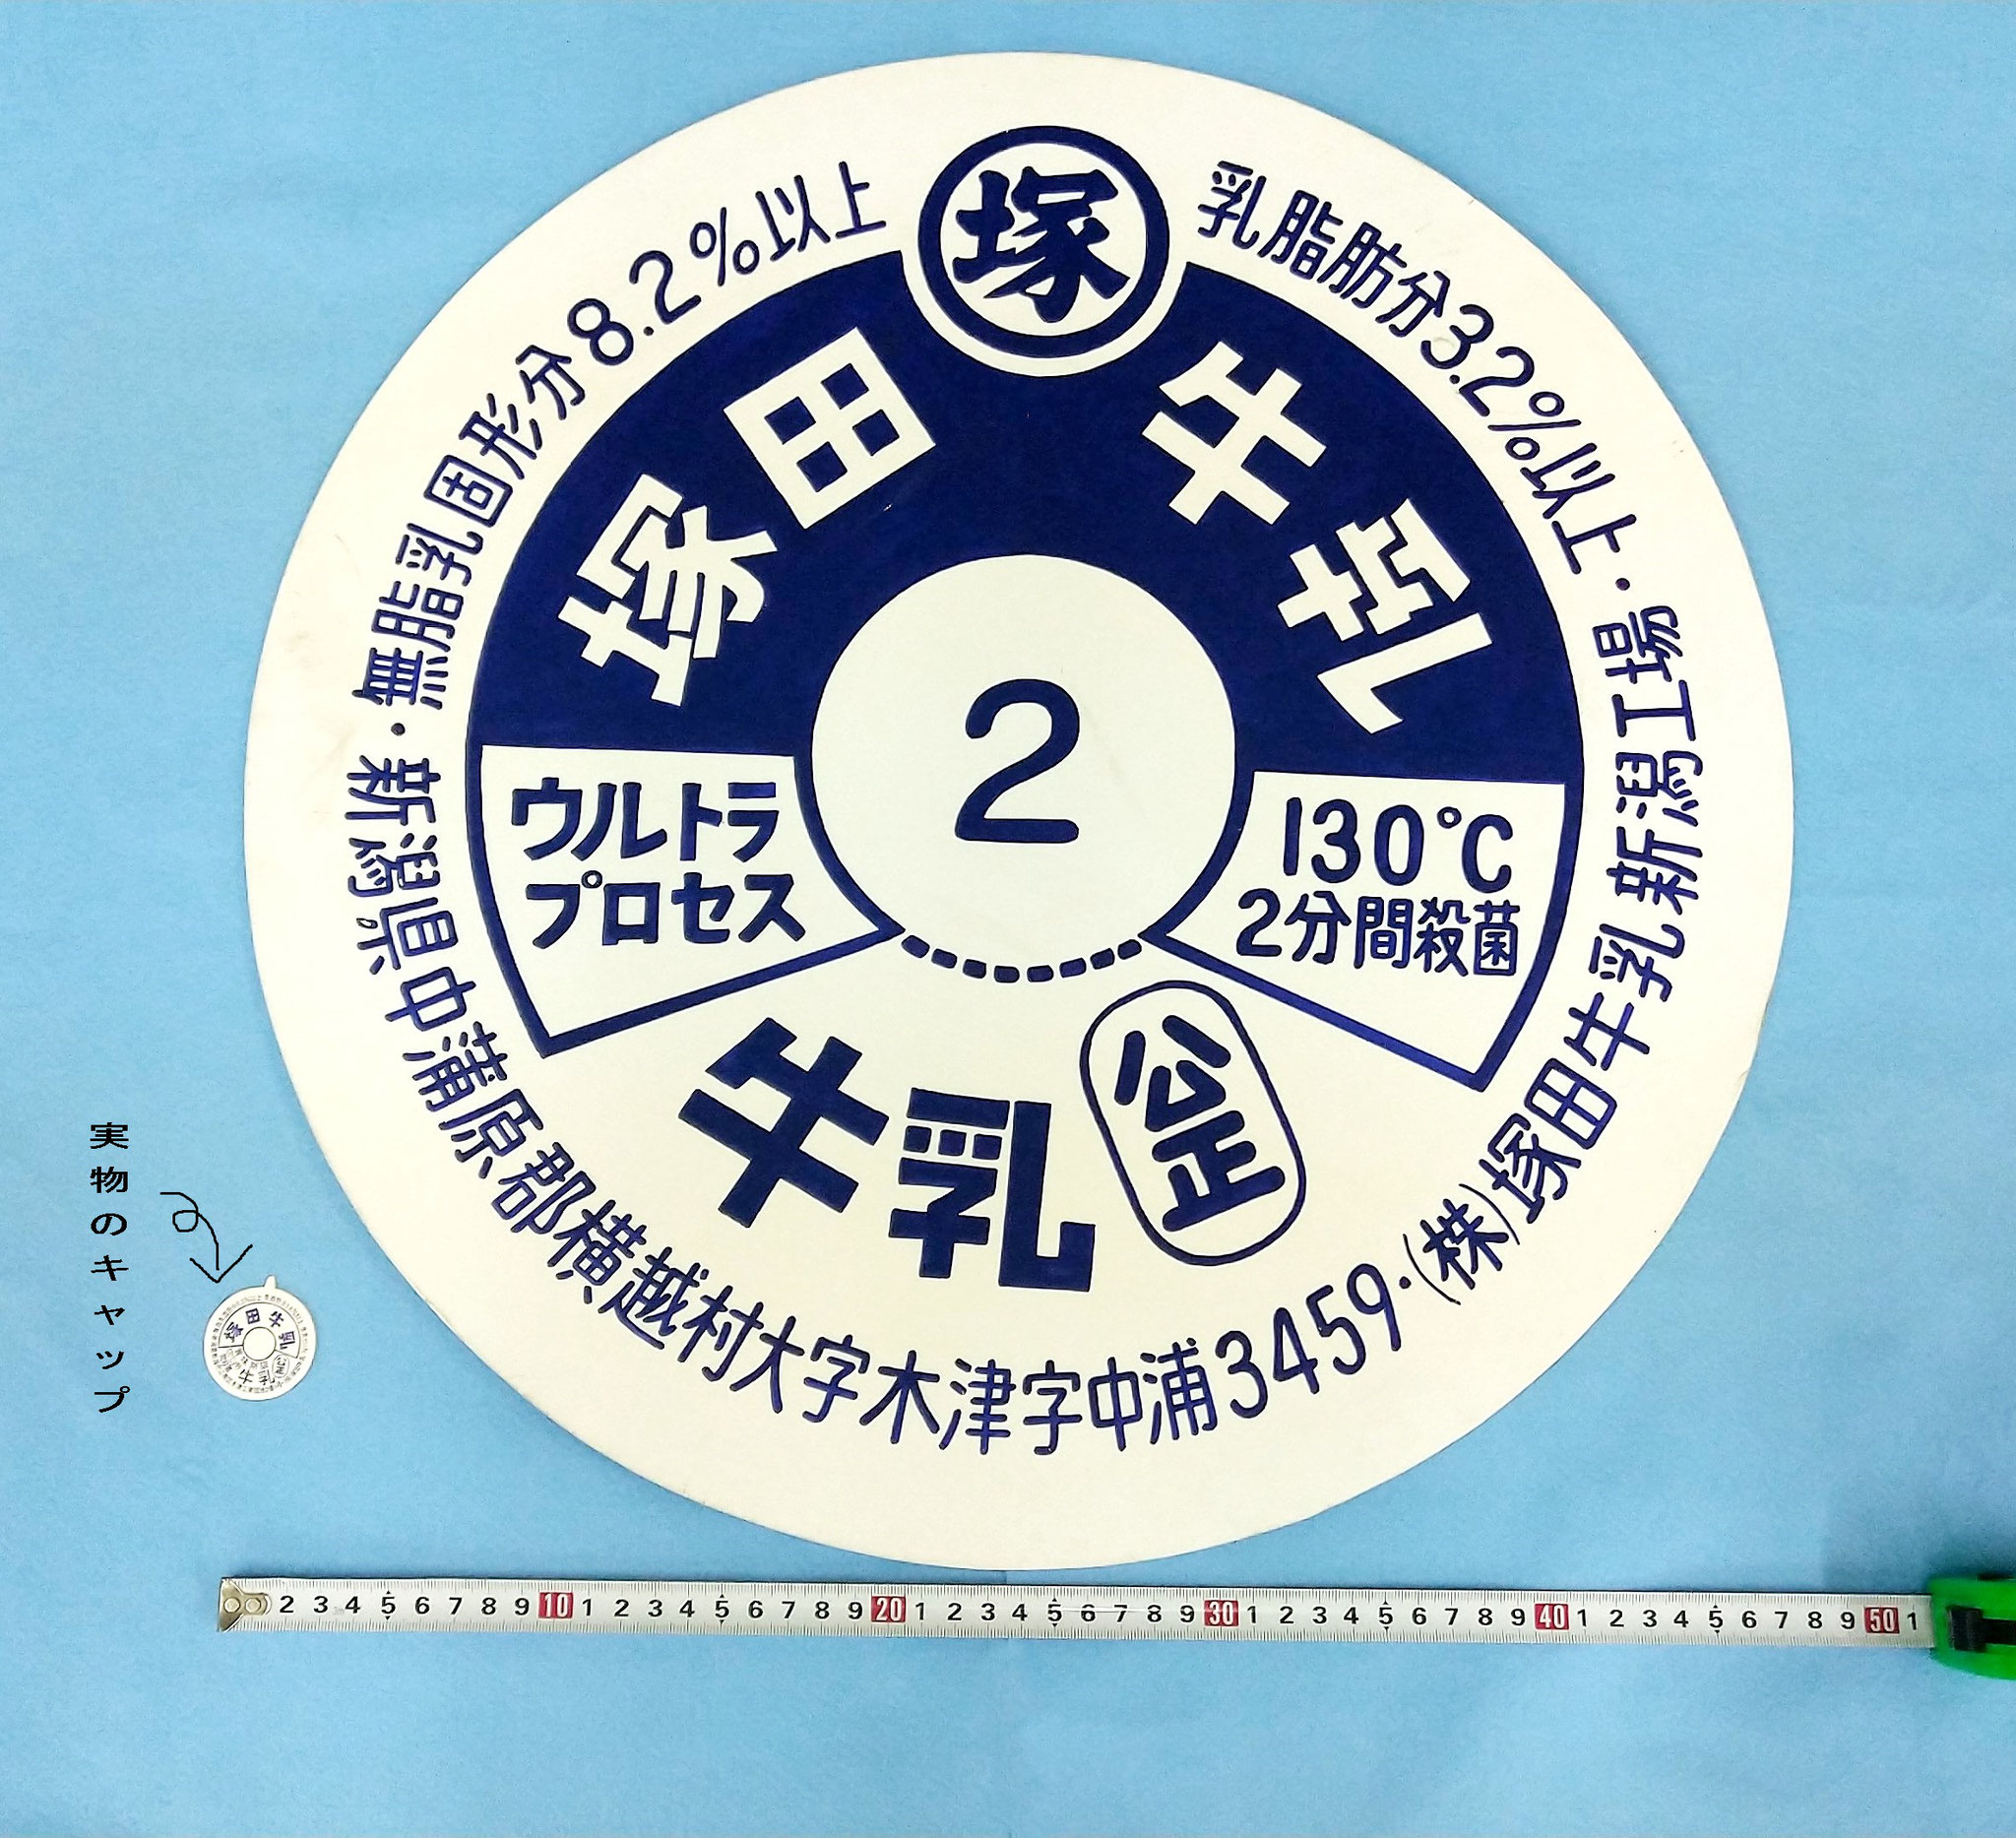 塚
無脂乳固形分8.2%以上
乳脂肪分3.2%以上・
塚田 牛乳
2
ウルトラ
プロセス
130℃
2分間殺菌
牛乳
公正
新潟県中蒲原郡横越村大字木津字中浦3459・(株)塚田牛乳新潟工場
実物のキャップ
塚田牛
2 3 4 5 6 7 8 9 10 1 2 3 4 5 6 7 8 9 20 1 2 3 4 5 6 7 8 9 30 1 2 3 4 5 6 7 8 9 40 1 2 3 4 5 6 7 8 9 50 1